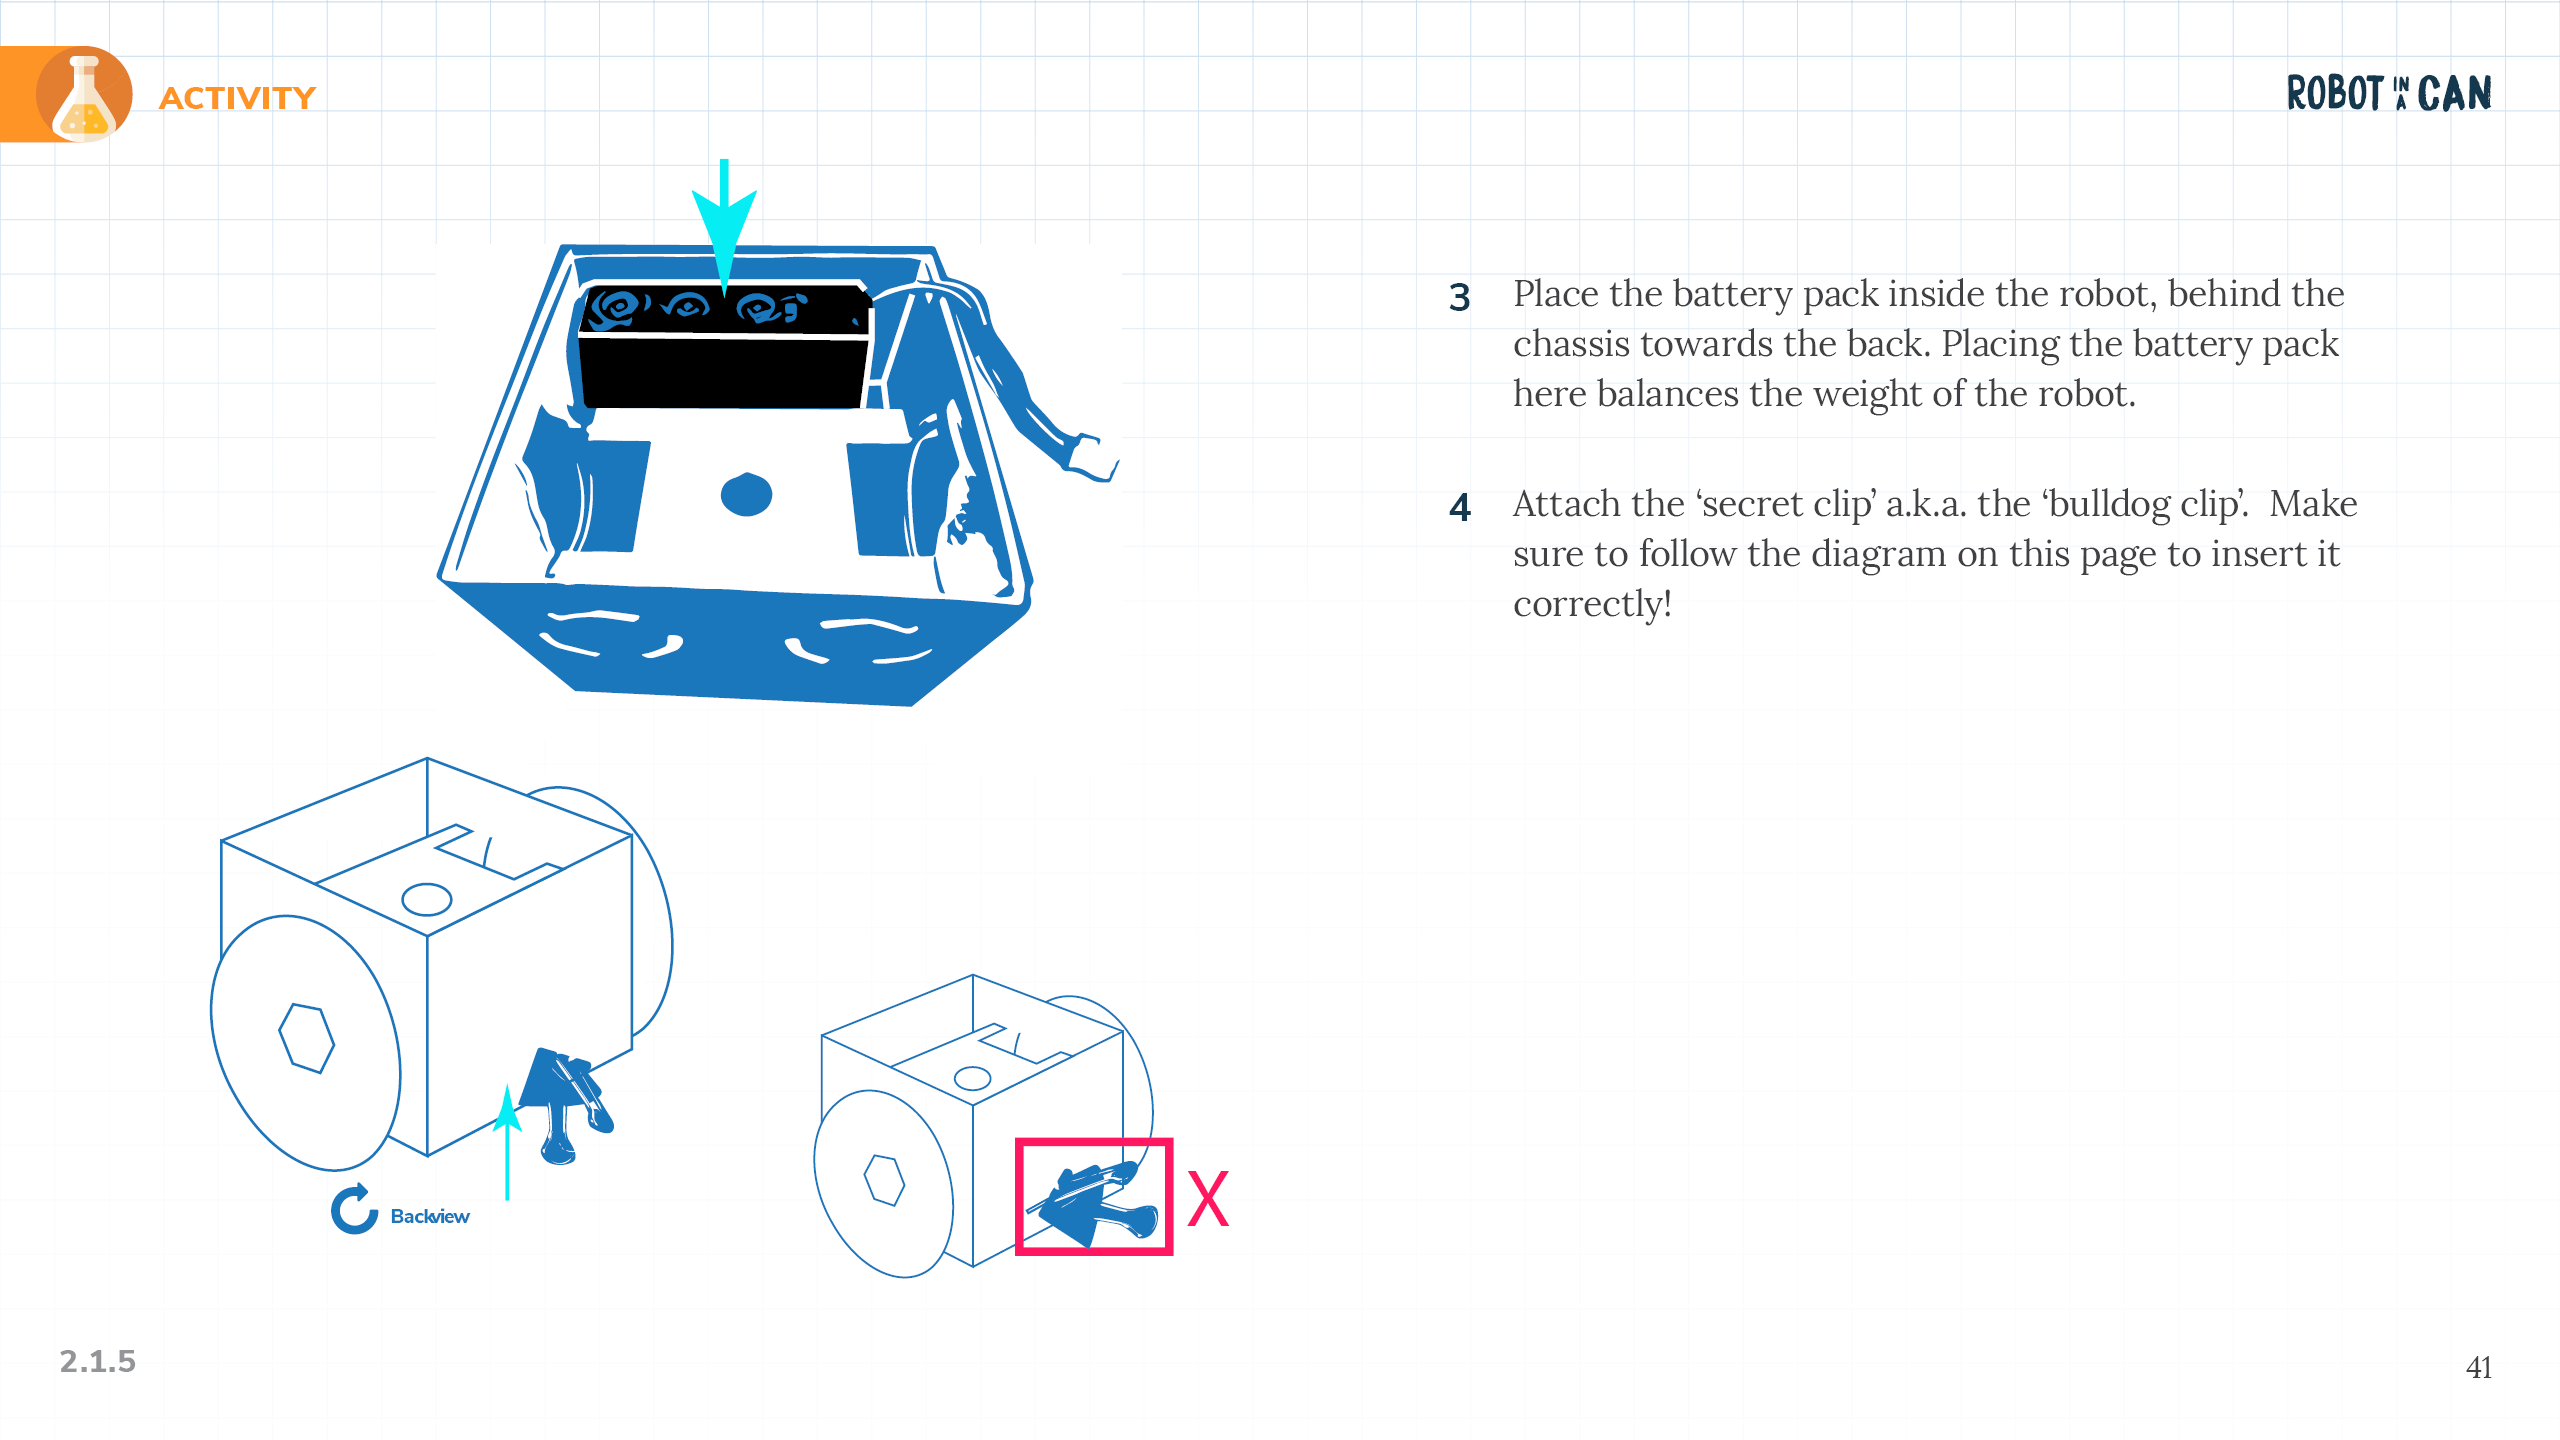 ACTIVITY
ROBOT IN A CAN
3 Place the battery pack inside the robot, behind the
chassis towards the back. Placing the battery pack
here balances the weight of the robot.
4 Attach the ‘secret clip’ a.k.a. the ‘bulldog clip’.  Make
sure to follow the diagram on this page to insert it
correctly!
X
Backview
2.1.5
41